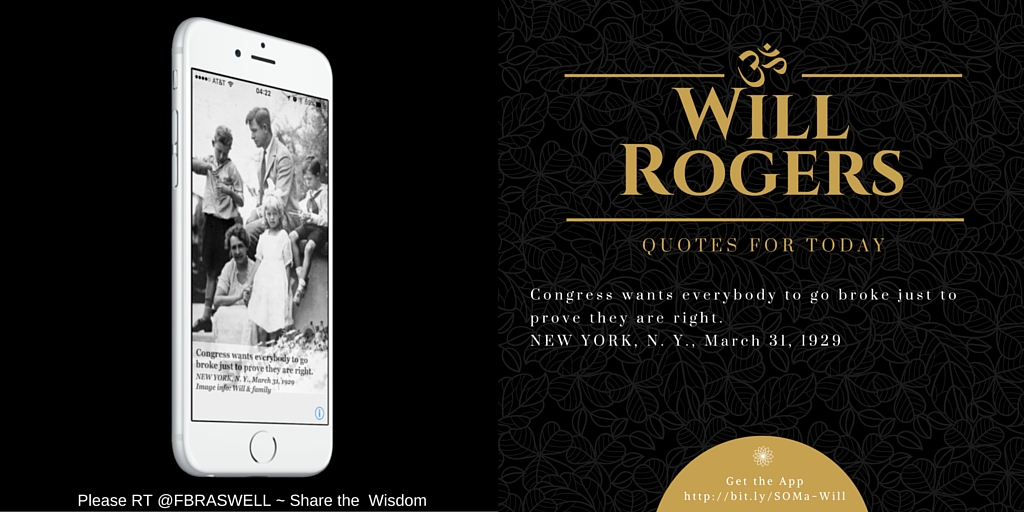 AT&T
04:22
Congress wants everybody to go
broke just to prove they are right.
NEW YORK, N. Y., March 31, 1929
Image info: Will & family
Please RT @FBRASWELL ~ Share the  Wisdom
ॐ
WILL
ROGERS
QUOTES FOR TODAY
Congress wants everybody to go broke just to
prove they are right.
NEW YORK, N. Y., March 31, 1929
Get the App
http://bit.ly/SOMa-Will